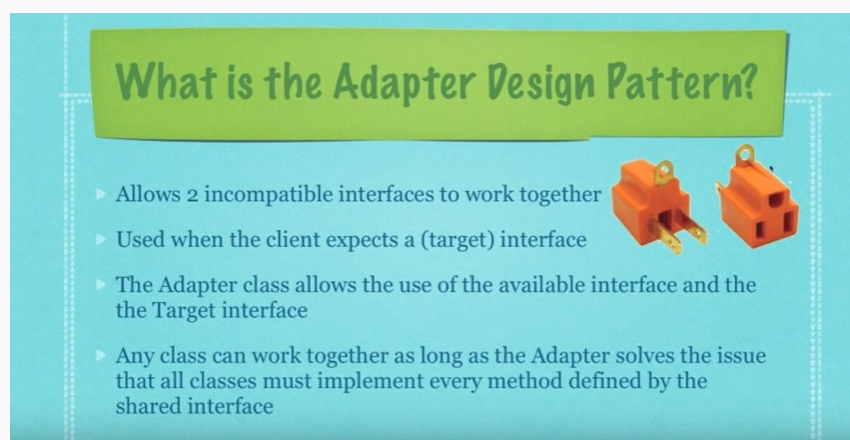 What is the Adapter Design Pattern?
Allows 2 incompatible interfaces to work together
Used when the client expects a (target) interface
The Adapter class allows the use of the available interface and the
the Target interface
Any class can work together as long as the Adapter solves the issue
that all classes must implement every method defined by the
shared interface